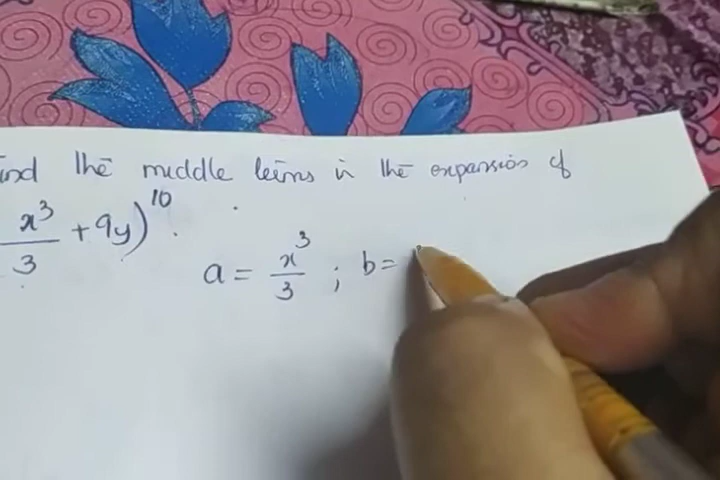 ind the middle terms in the expansion of
x³/3 + 9y)¹⁰.
a = x³/3 ; b =